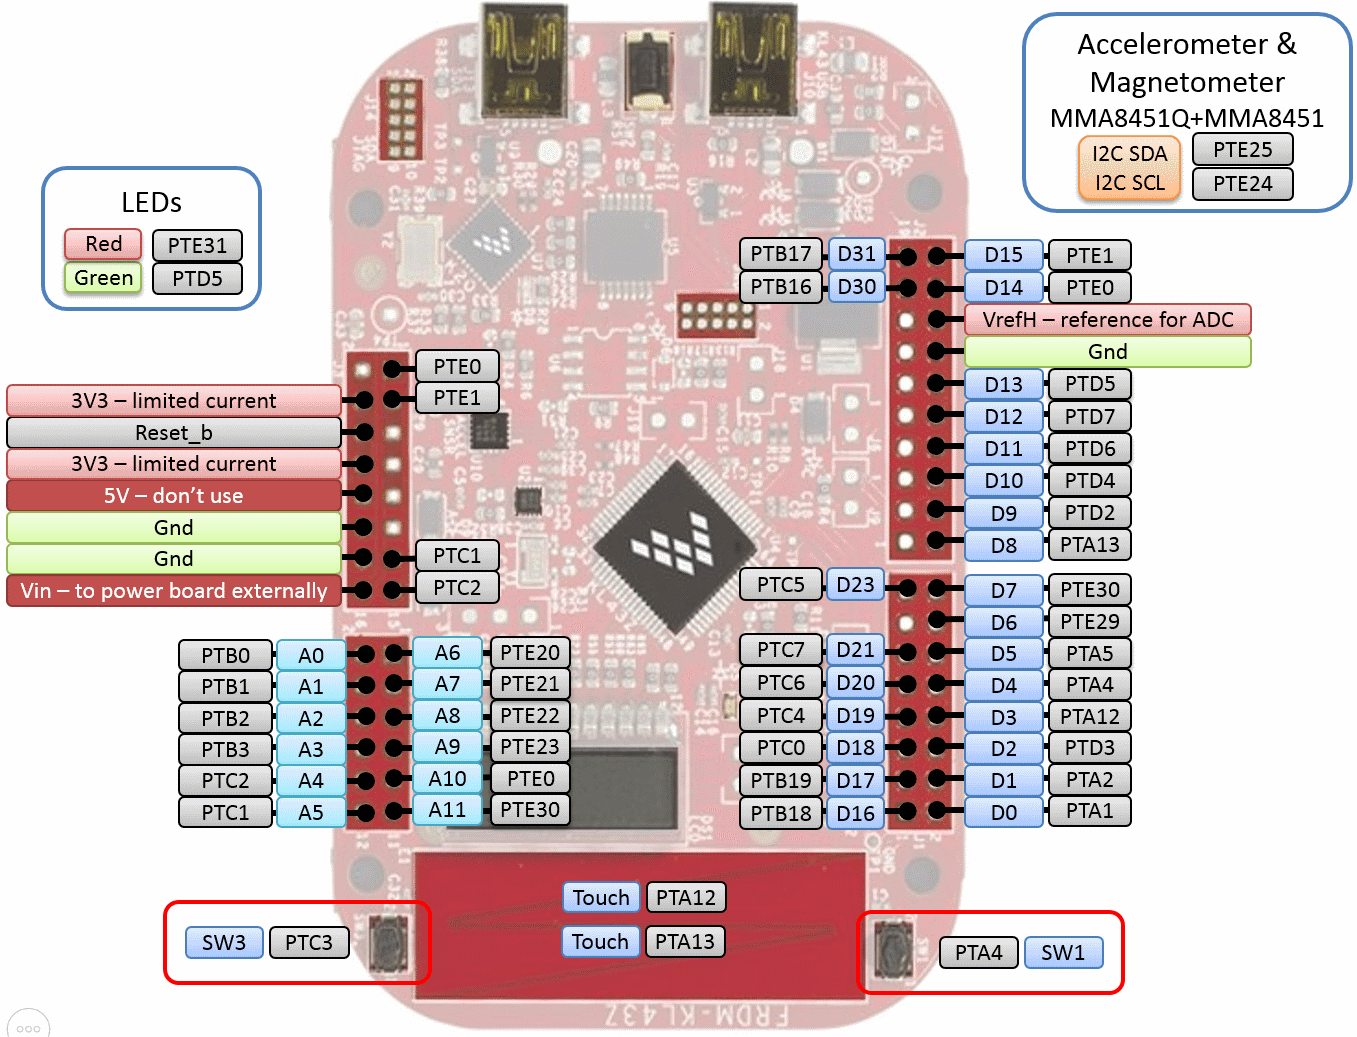 Accelerometer &
Magnetometer
MMA8451Q+MMA8451
I2C SDA PTE25
I2C SCL PTE24
LEDs
Red PTE31
Green PTD5
PTB17 D31 D15 PTE1
PTB16 D30 D14 PTE0
VrefH – reference for ADC
Gnd
D13 PTD5
D12 PTD7
D11 PTD6
D10 PTD4
D9 PTD2
D8 PTA13
PTE0
PTE1
3V3 – limited current
Reset_b
3V3 – limited current
5V – don't use
Gnd
Gnd
Vin – to power board externally
PTC1
PTC2
PTC5 D23 D7 PTE30
D6 PTE29
PTC7 D21 D5 PTA5
PTC6 D20 D4 PTA4
PTC4 D19 D3 PTA12
PTC0 D18 D2 PTD3
PTB19 D17 D1 PTA2
PTB18 D16 D0 PTA1
PTB0 A0 A6 PTE20
PTB1 A1 A7 PTE21
PTB2 A2 A8 PTE22
PTB3 A3 A9 PTE23
PTC2 A4 A10 PTE0
PTC1 A5 A11 PTE30
Touch PTA12
Touch PTA13
SW3 PTC3
PTA4 SW1
FRDM-KL43Z